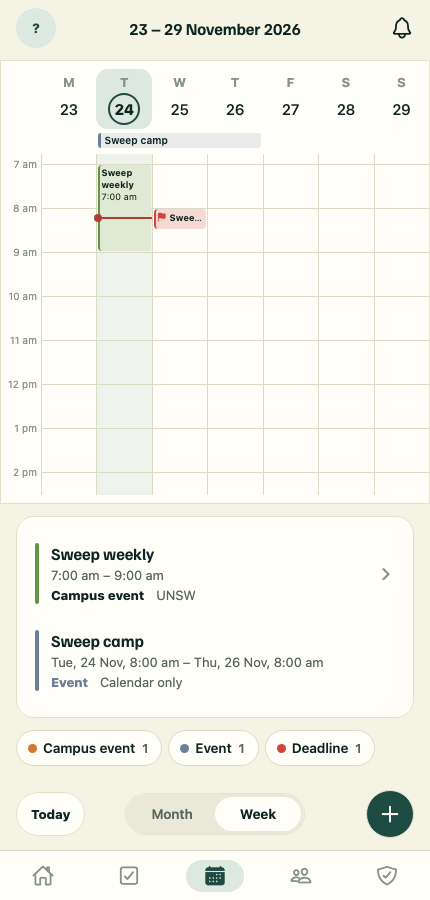 ?
23 – 29 November 2026
M T W T F S S
23 24 25 26 27 28 29
Sweep camp
7 am
Sweep
weekly
7:00 am
8 am
Swee...
9 am
10 am
11 am
12 pm
1 pm
2 pm
Sweep weekly
7:00 am – 9:00 am
Campus event UNSW
Sweep camp
Tue, 24 Nov, 8:00 am – Thu, 26 Nov, 8:00 am
Event Calendar only
Campus event 1
Event 1
Deadline 1
Today
Month
Week